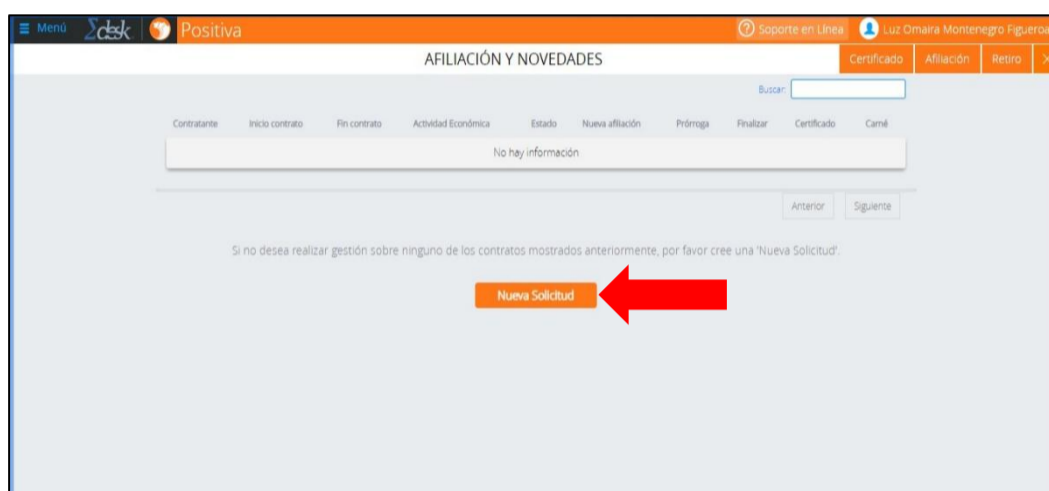 Menú Σdesk Positiva Soporte en Línea Luz Omaira Montenegro Figueroa
AFILIACIÓN Y NOVEDADES Certificado Afiliación Retiro
Buscar:
Contratante Inicio contrato Fin contrato Actividad Económica Estado Nueva afiliación Prórroga Finalizar Certificado Carné
No hay información
Anterior Siguiente
Si no desea realizar gestión sobre ninguno de los contratos mostrados anteriormente, por favor cree una 'Nueva Solicitud'.
Nueva Solicitud